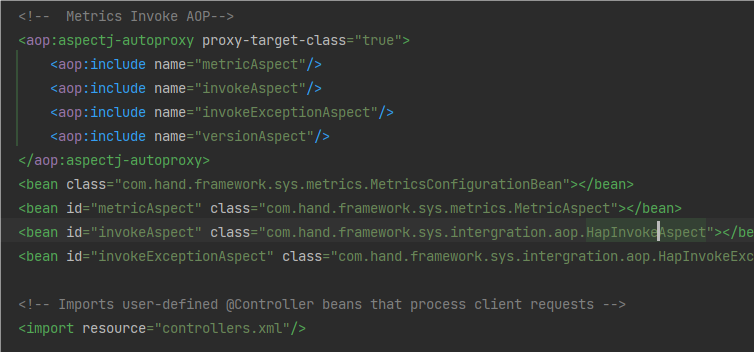 <!--  Metrics Invoke AOP-->
<aop:aspectj-autoproxy proxy-target-class="true">
    <aop:include name="metricAspect"/>
    <aop:include name="invokeAspect"/>
    <aop:include name="invokeExceptionAspect"/>
    <aop:include name="versionAspect"/>
</aop:aspectj-autoproxy>
<bean class="com.hand.framework.sys.metrics.MetricsConfigurationBean"></bean>
<bean id="metricAspect" class="com.hand.framework.sys.metrics.MetricAspect"></bean>
<bean id="invokeAspect" class="com.hand.framework.sys.intergration.aop.HapInvokeAspect"></be
<bean id="invokeExceptionAspect" class="com.hand.framework.sys.intergration.aop.HapInvokeExc
<!-- Imports user-defined @Controller beans that process client requests -->
<import resource="controllers.xml"/>